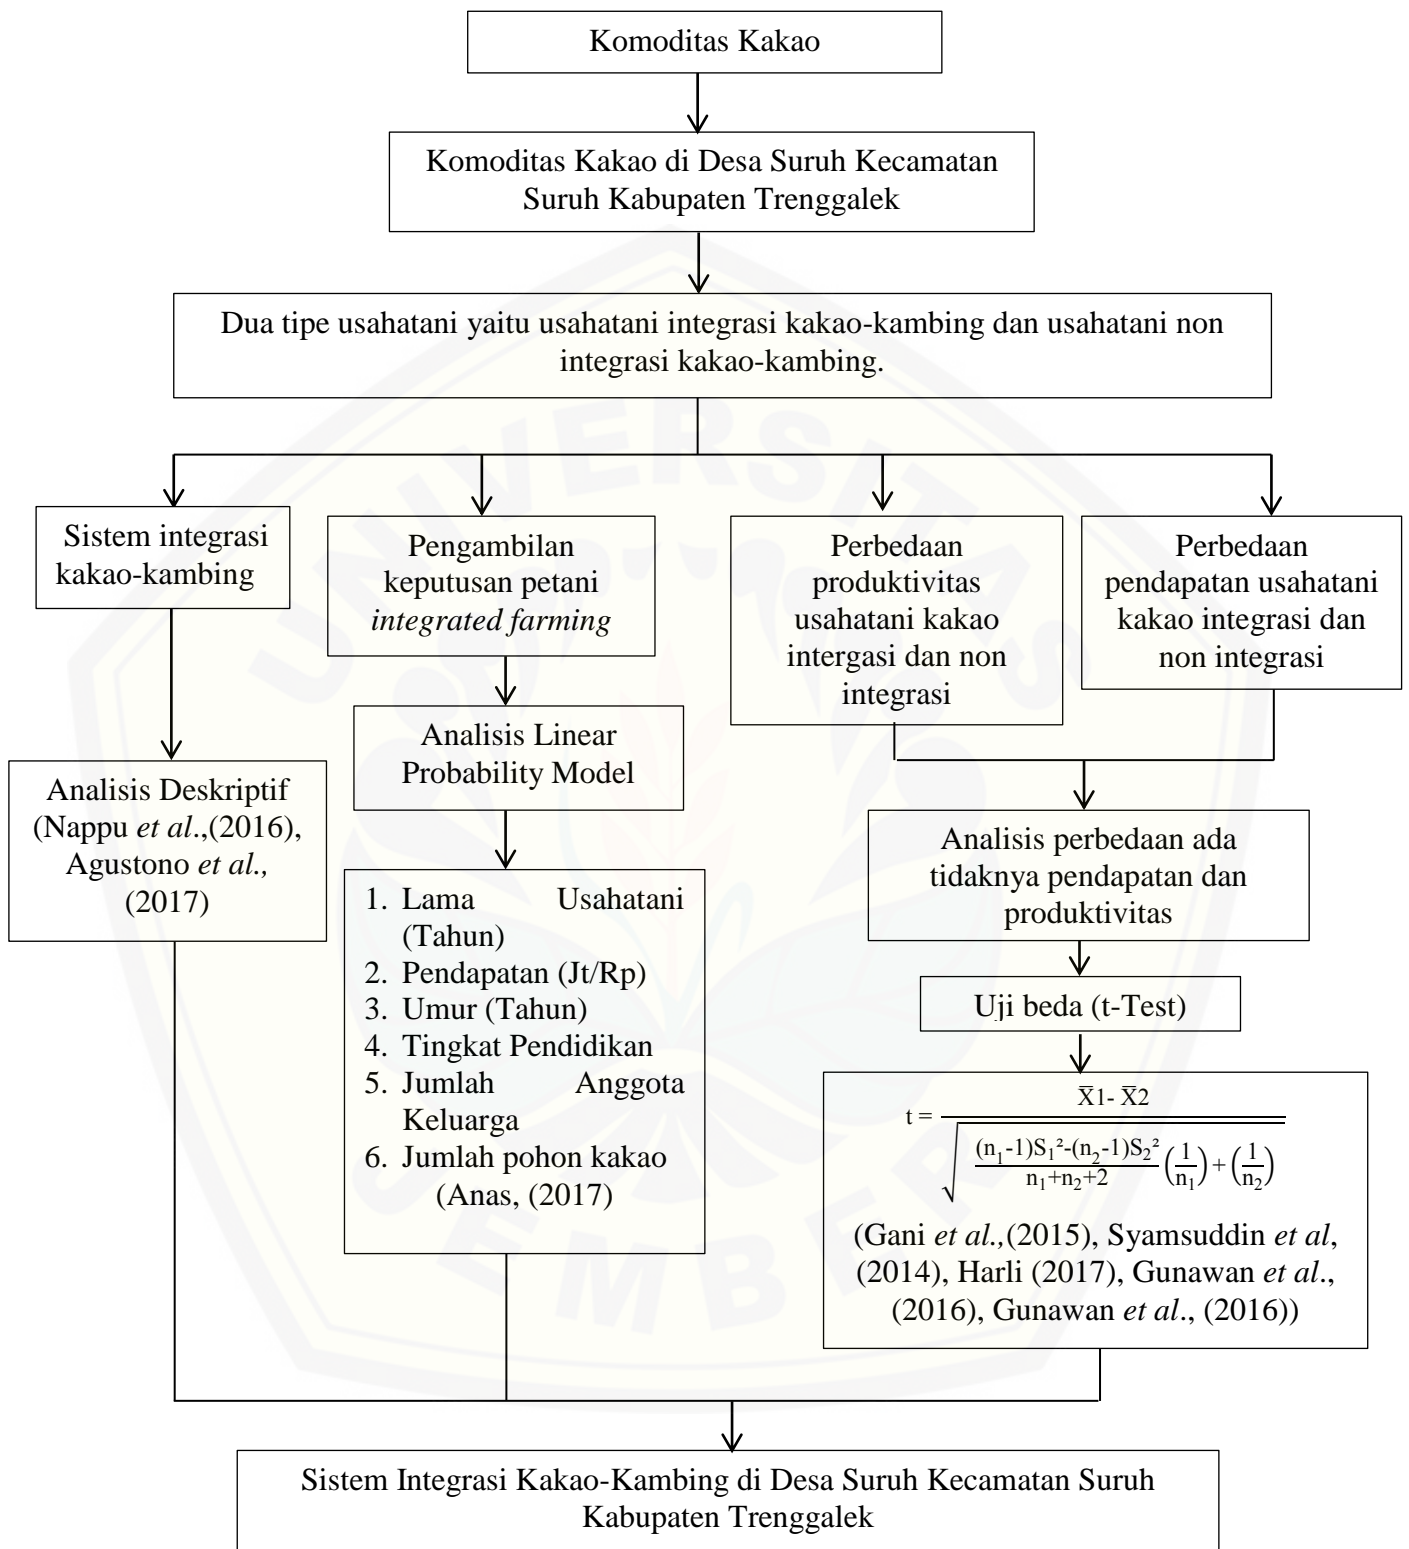 Komoditas Kakao
Komoditas Kakao di Desa Suruh Kecamatan
Suruh Kabupaten Trenggalek
Dua tipe usahatani yaitu usahatani integrasi kakao-kambing dan usahatani non
integrasi kakao-kambing.
Sistem integrasi
kakao-kambing
Pengambilan
keputusan petani
integrated farming
Perbedaan
produktivitas
usahatani kakao
intergasi dan non
integrasi
Perbedaan
pendapatan usahatani
kakao integrasi dan
non integrasi
Analisis Deskriptif
(Nappu et al.,(2016),
Agustono et al.,
(2017)
Analisis Linear
Probability Model
1. Lama Usahatani
(Tahun)
2. Pendapatan (Jt/Rp)
3. Umur (Tahun)
4. Tingkat Pendidikan
5. Jumlah Anggota
Keluarga
6. Jumlah pohon kakao
(Anas, (2017)
Analisis perbedaan ada
tidaknya pendapatan dan
produktivitas
Uji beda (t-Test)
t = X̅1- X̅2 / √ (n₁-1)S₁²-(n₂-1)S₂² / n₁+n₂+2 (1/n₁) + (1/n₂)
(Gani et al.,(2015), Syamsuddin et al,
(2014), Harli (2017), Gunawan et al.,
(2016), Gunawan et al., (2016))
Sistem Integrasi Kakao-Kambing di Desa Suruh Kecamatan Suruh
Kabupaten Trenggalek
UNIVERSITAS
JEMBER